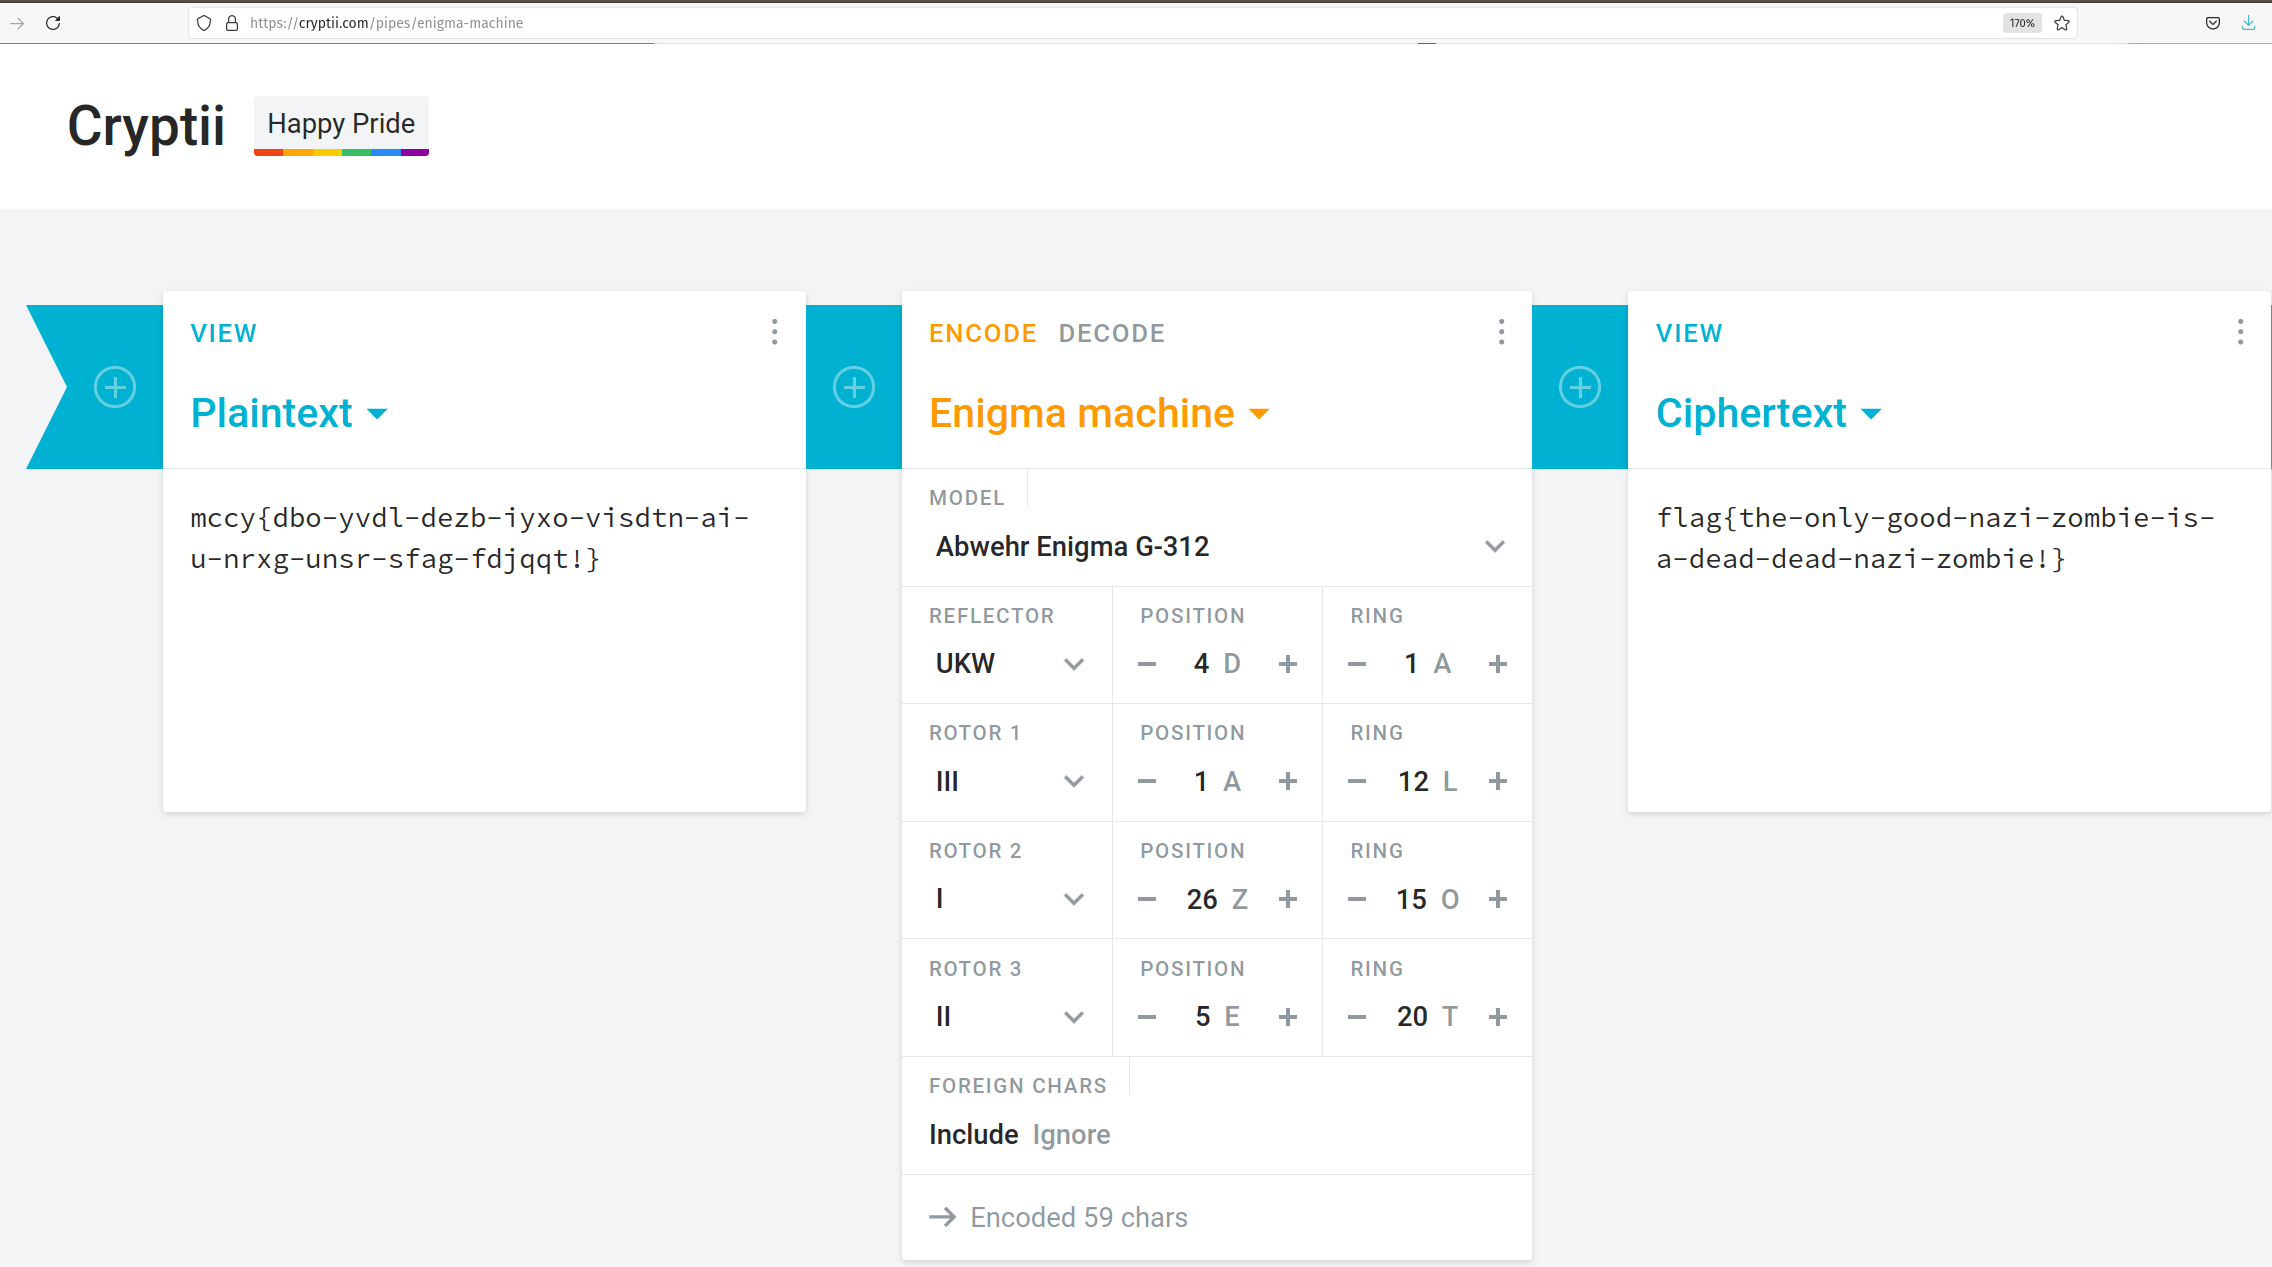 https://cryptii.com/pipes/enigma-machine
170%
Cryptii
Happy Pride
VIEW
Plaintext
mccy{dbo-yvdl-dezb-iyxo-visdtn-ai-
u-nrxg-unsr-sfag-fdjqqt!}
ENCODE DECODE
Enigma machine
MODEL
Abwehr Enigma G-312
REFLECTOR POSITION RING
UKW 4 D 1 A
ROTOR 1 POSITION RING
III 1 A 12 L
ROTOR 2 POSITION RING
I 26 Z 15 O
ROTOR 3 POSITION RING
II 5 E 20 T
FOREIGN CHARS
Include Ignore
→ Encoded 59 chars
VIEW
Ciphertext
flag{the-only-good-nazi-zombie-is-
a-dead-dead-nazi-zombie!}